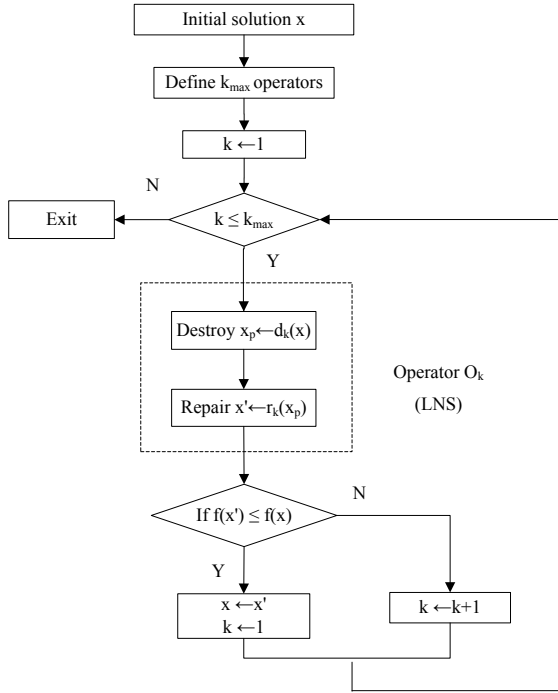 Initial solution x
Define kmax operators
k ←1
N
Exit
k ≤ kmax
Y
Destroy xp←dk(x)
Repair x'←rk(xp)
Operator Ok
(LNS)
N
If f(x') ≤ f(x)
Y
x ←x'
k ←1
k ←k+1